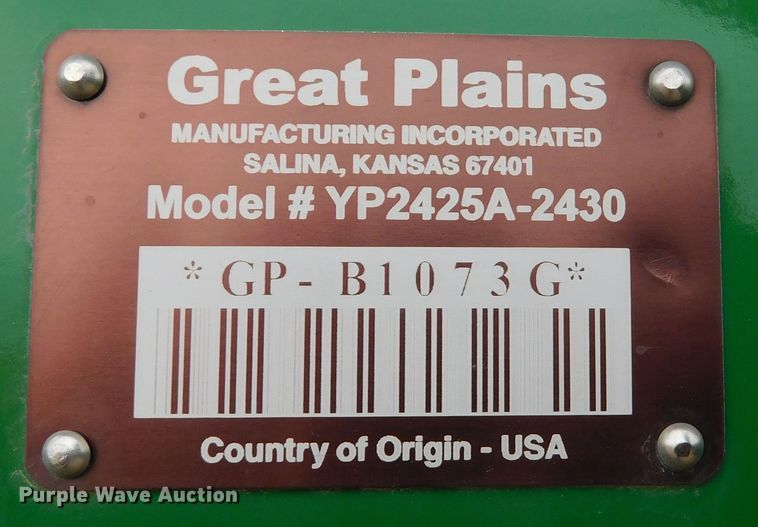 Great Plains
MANUFACTURING INCORPORATED
SALINA, KANSAS 67401
Model # YP2425A-2430
*GP-B1073G*
Country of Origin - USA
Purple Wave Auction